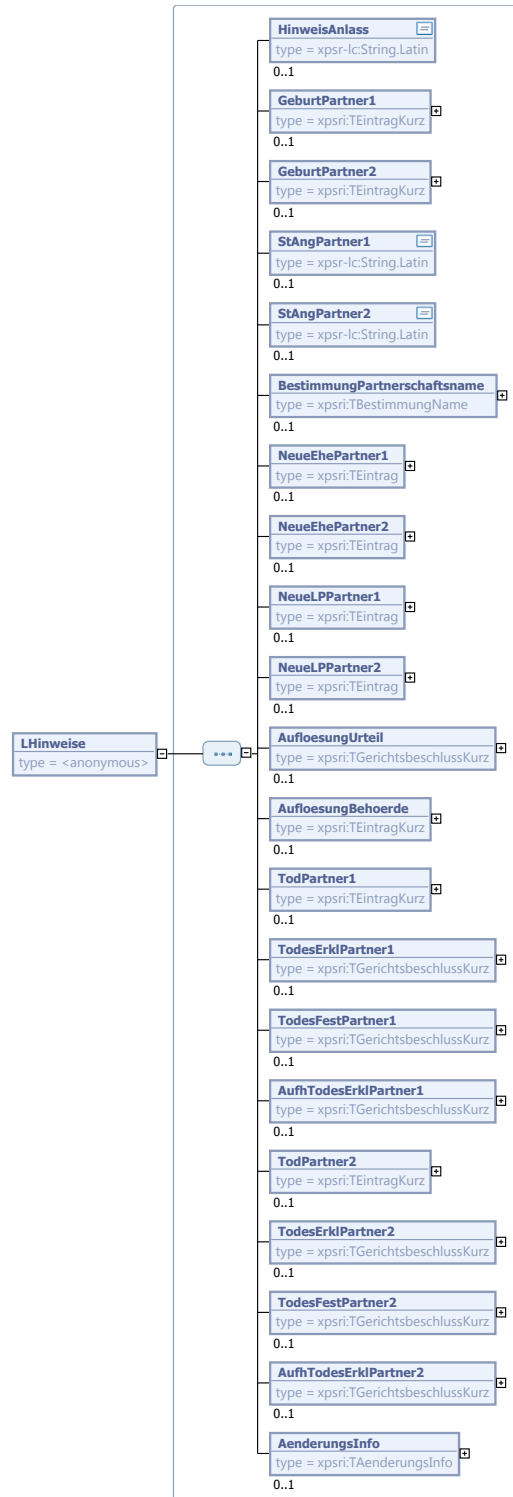 HinweisAnlass
type = xpsr-lc:String.Latin
0..1
GeburtPartner1
type = xpsri:TEintragKurz
0..1
GeburtPartner2
type = xpsri:TEintragKurz
0..1
StAngPartner1
type = xpsr-lc:String.Latin
0..1
StAngPartner2
type = xpsr-lc:String.Latin
0..1
BestimmungPartnerschaftsname
type = xpsri:TBestimmungName
0..1
NeueEhePartner1
type = xpsri:TEintrag
0..1
NeueEhePartner2
type = xpsri:TEintrag
0..1
NeueLPPartner1
type = xpsri:TEintrag
0..1
NeueLPPartner2
type = xpsri:TEintrag
0..1
LHinweise
type = <anonymous>
AufloesungUrteil
type = xpsri:TGerichtsbeschlussKurz
0..1
AufloesungBehoerde
type = xpsri:TEintragKurz
0..1
TodPartner1
type = xpsri:TEintragKurz
0..1
TodesErklPartner1
type = xpsri:TGerichtsbeschlussKurz
0..1
TodesFestPartner1
type = xpsri:TGerichtsbeschlussKurz
0..1
AufhTodesErklPartner1
type = xpsri:TGerichtsbeschlussKurz
0..1
TodPartner2
type = xpsri:TEintragKurz
0..1
TodesErklPartner2
type = xpsri:TGerichtsbeschlussKurz
0..1
TodesFestPartner2
type = xpsri:TGerichtsbeschlussKurz
0..1
AufhTodesErklPartner2
type = xpsri:TGerichtsbeschlussKurz
0..1
AenderungsInfo
type = xpsri:TAenderungsInfo
0..1